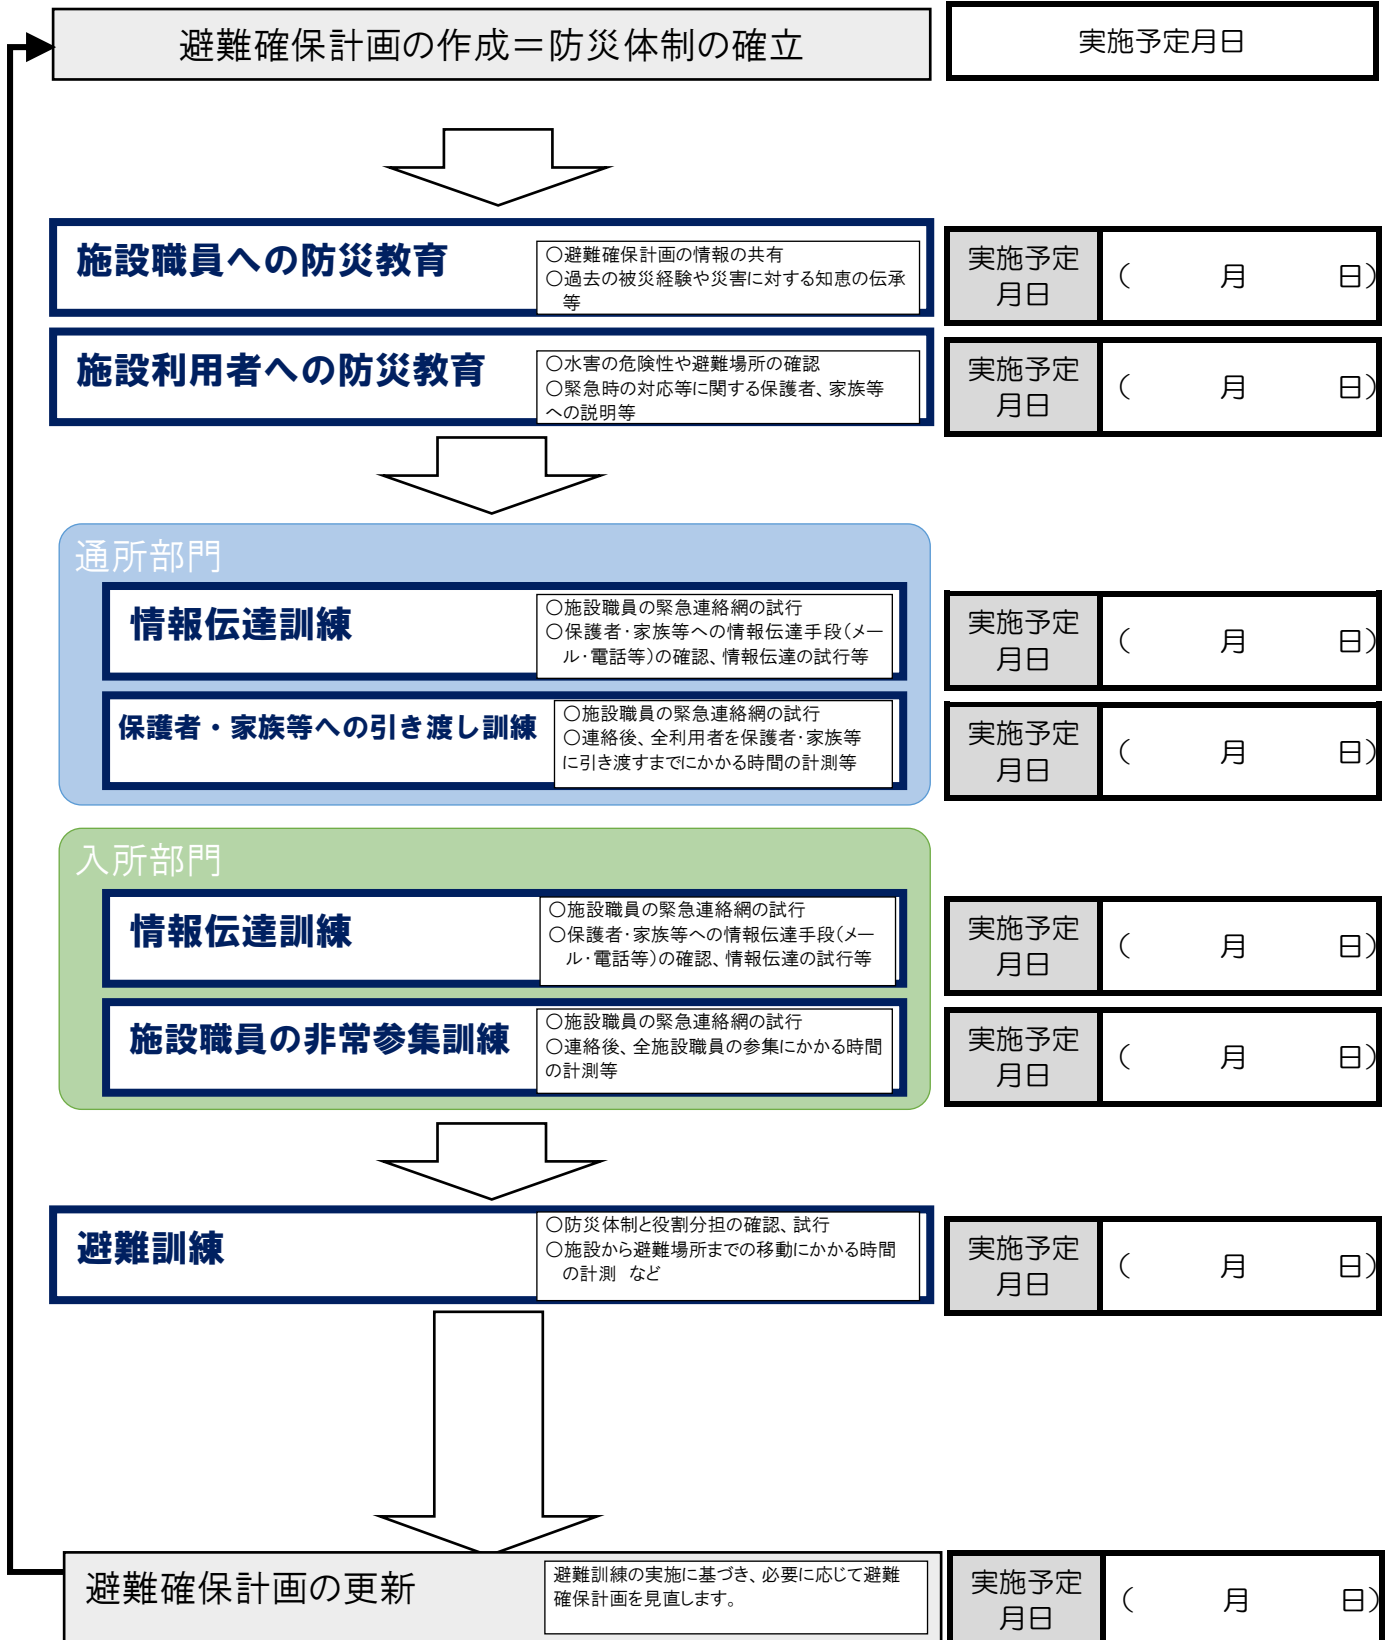 避難確保計画の作成＝防災体制の確立
実施予定月日
施設職員への防災教育
○避難確保計画の情報の共有
○過去の被災経験や災害に対する知恵の伝承
等
実施予定
月日
（　　月　　日）
施設利用者への防災教育
○水害の危険性や避難場所の確認
○緊急時の対応等に関する保護者、家族等
への説明等
実施予定
月日
（　　月　　日）
通所部門
情報伝達訓練
○施設職員の緊急連絡網の試行
○保護者・家族等への情報伝達手段（メー
ル・電話等）の確認、情報伝達の試行等
実施予定
月日
（　　月　　日）
保護者・家族等への引き渡し訓練
○施設職員の緊急連絡網の試行
○連絡後、全利用者を保護者・家族等
に引き渡すまでにかかる時間の計測等
実施予定
月日
（　　月　　日）
入所部門
情報伝達訓練
○施設職員の緊急連絡網の試行
○保護者・家族等への情報伝達手段（メー
ル・電話等）の確認、情報伝達の試行等
実施予定
月日
（　　月　　日）
施設職員の非常参集訓練
○施設職員の緊急連絡網の試行
○連絡後、全施設職員の参集にかかる時間
の計測等
実施予定
月日
（　　月　　日）
避難訓練
○防災体制と役割分担の確認、試行
○施設から避難場所までの移動にかかる時間
の計測　など
実施予定
月日
（　　月　　日）
避難確保計画の更新
避難訓練の実施に基づき、必要に応じて避難
確保計画を見直します。
実施予定
月日
（　　月　　日）